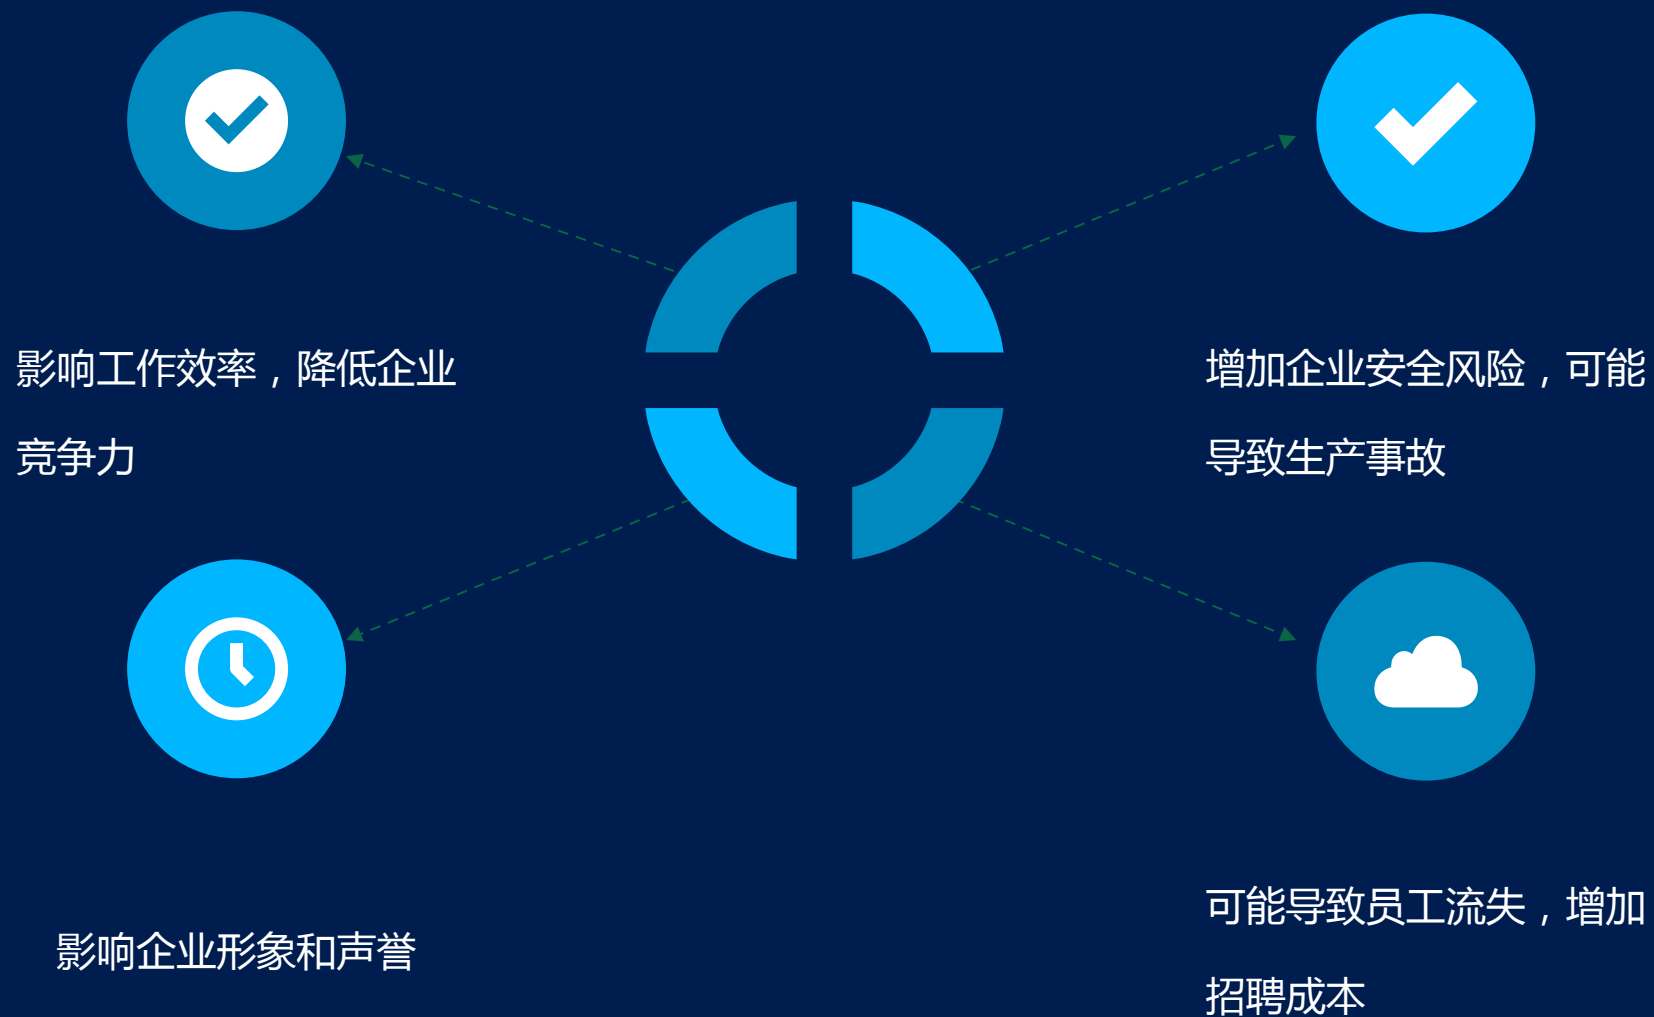 影响工作效率，降低企业
竞争力
增加企业安全风险，可能
导致生产事故
影响企业形象和声誉
可能导致员工流失，增加
招聘成本